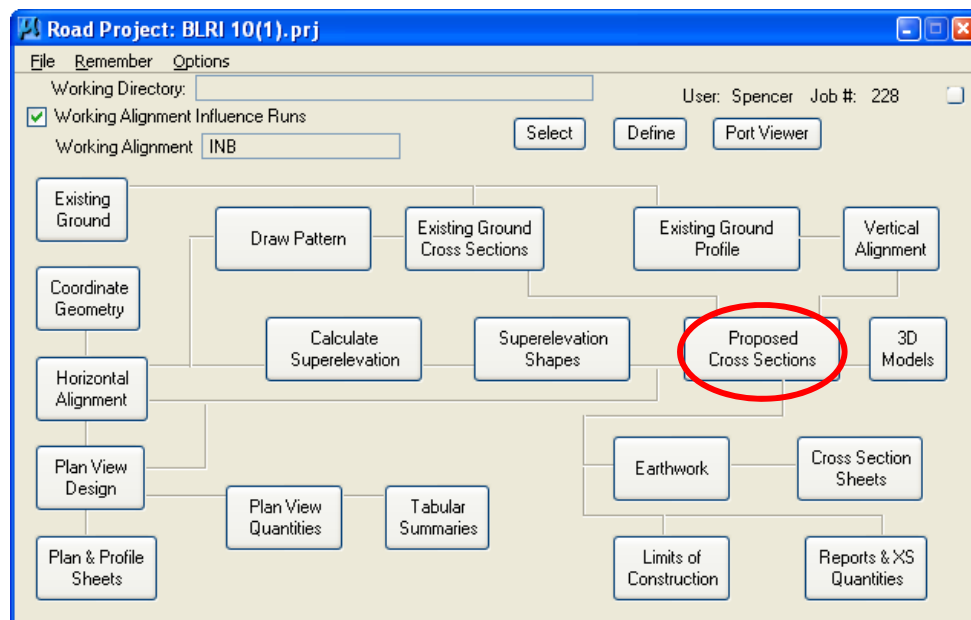 Road Project: BLRI 10(1).prj
File Remember Options
Working Directory:
User: Spencer Job #: 228
Working Alignment Influence Runs
Working Alignment INB
Select
Define
Port Viewer
Existing
Ground
Draw Pattern
Existing Ground
Cross Sections
Existing Ground
Profile
Vertical
Alignment
Coordinate
Geometry
Calculate
Superelevation
Superelevation
Shapes
Proposed
Cross Sections
3D
Models
Horizontal
Alignment
Plan View
Design
Earthwork
Cross Section
Sheets
Plan View
Quantities
Tabular
Summaries
Plan & Profile
Sheets
Limits of
Construction
Reports & XS
Quantities